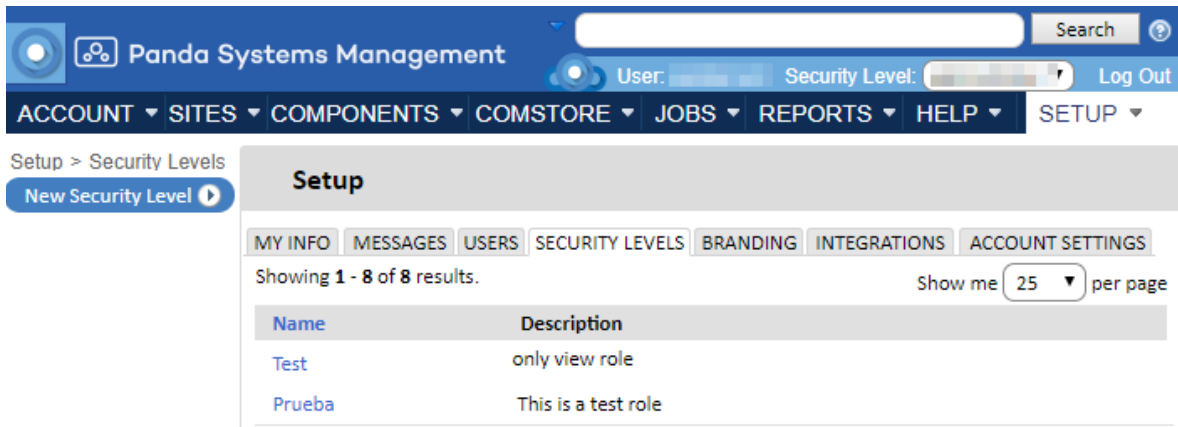 Search
Panda Systems Management
User: Security Level: Log Out
ACCOUNT SITES COMPONENTS COMSTORE JOBS REPORTS HELP SETUP
Setup > Security Levels
New Security Level
Setup
MY INFO MESSAGES USERS SECURITY LEVELS BRANDING INTEGRATIONS ACCOUNT SETTINGS
Showing 1 - 8 of 8 results.
Show me 25 per page
Name Description
Test only view role
Prueba This is a test role